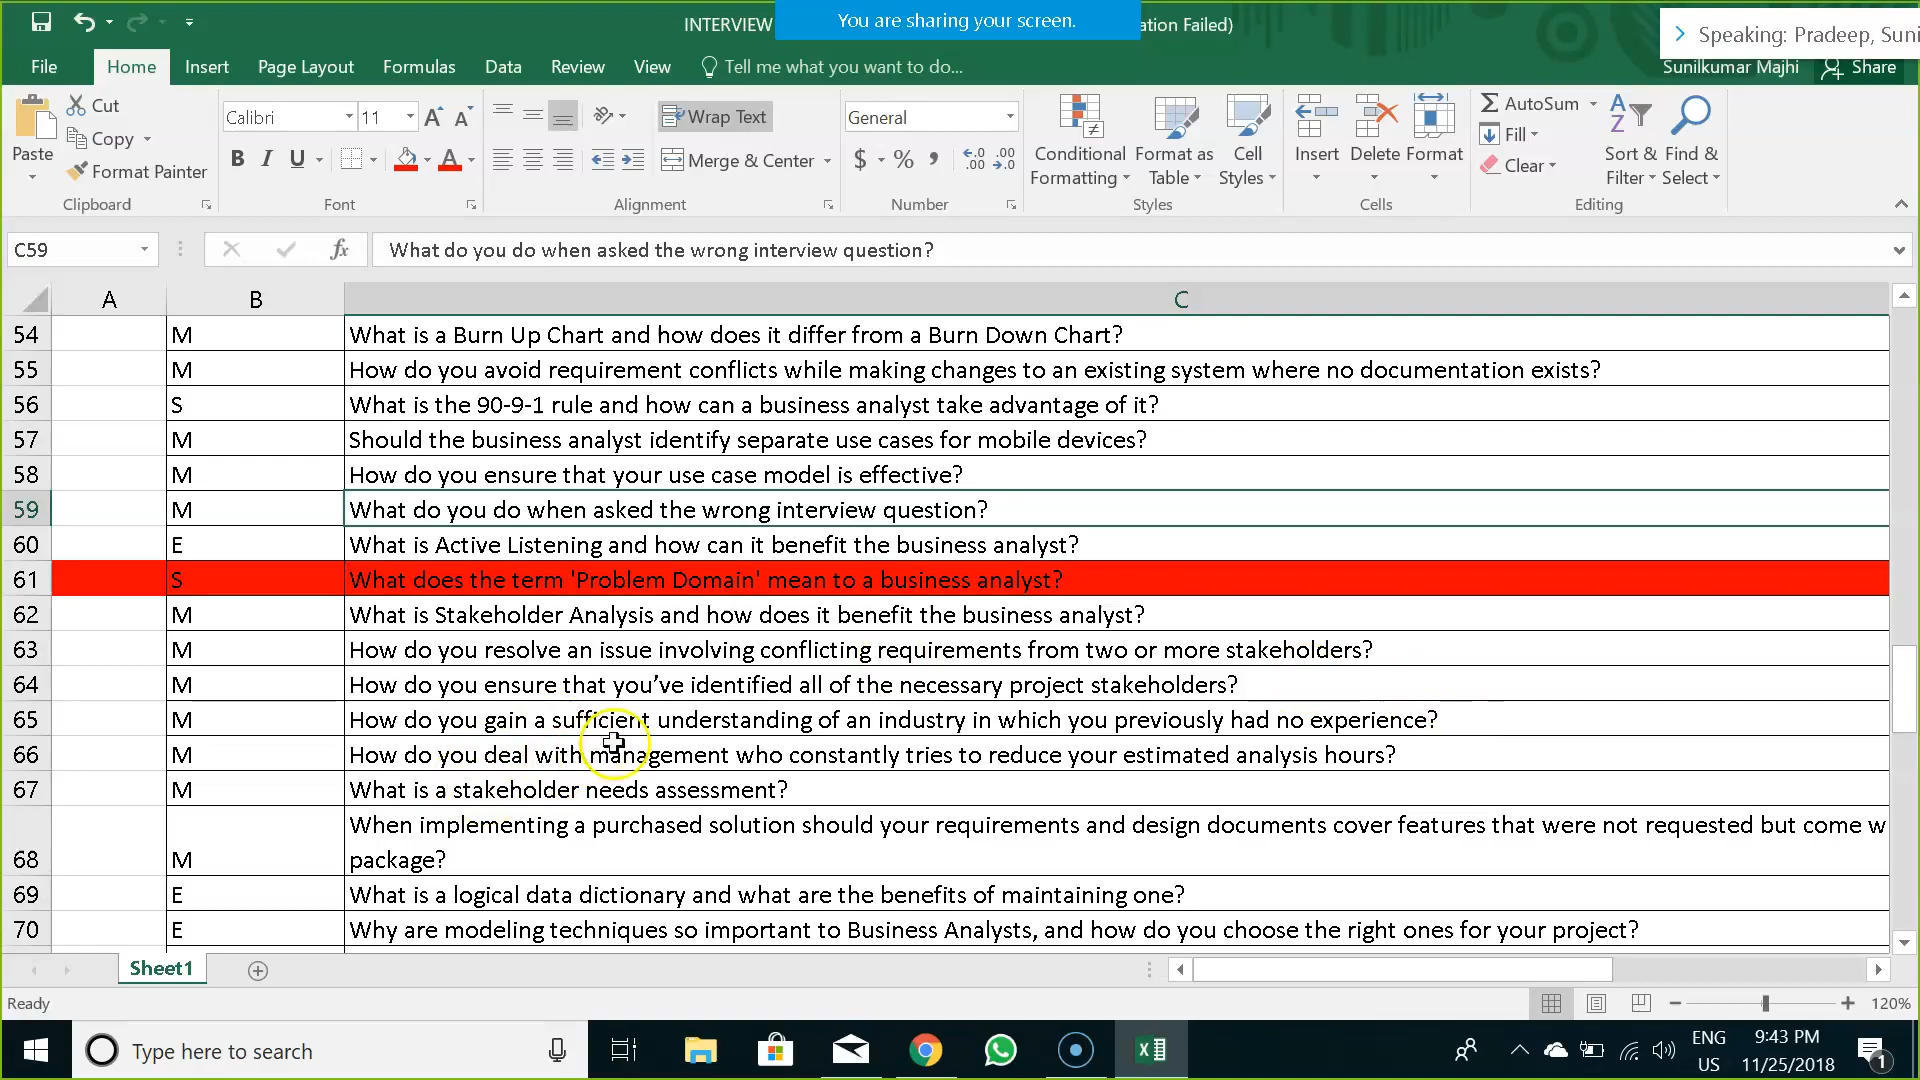 INTERVIEW
You are sharing your screen.
ation Failed)
Speaking: Pradeep, Suni
File
Home
Insert
Page Layout
Formulas
Data
Review
View
Tell me what you want to do...
Sunilkumar Majhi
Share
Paste
Cut
Copy
Format Painter
Clipboard
Calibri
11
A A
B I U
A
Font
Wrap Text
Merge & Center
Alignment
General
$ % , .0 .00 .00 .0
Number
Conditional Formatting
Format as Table
Cell Styles
Styles
Insert
Delete
Format
Cells
AutoSum
Fill
Clear
Sort & Filter
Find & Select
Editing
C59
fx
What do you do when asked the wrong interview question?
A B C
54 M What is a Burn Up Chart and how does it differ from a Burn Down Chart?
55 M How do you avoid requirement conflicts while making changes to an existing system where no documentation exists?
56 S What is the 90-9-1 rule and how can a business analyst take advantage of it?
57 M Should the business analyst identify separate use cases for mobile devices?
58 M How do you ensure that your use case model is effective?
59 M What do you do when asked the wrong interview question?
60 E What is Active Listening and how can it benefit the business analyst?
61 S What does the term 'Problem Domain' mean to a business analyst?
62 M What is Stakeholder Analysis and how does it benefit the business analyst?
63 M How do you resolve an issue involving conflicting requirements from two or more stakeholders?
64 M How do you ensure that you’ve identified all of the necessary project stakeholders?
65 M How do you gain a sufficient understanding of an industry in which you previously had no experience?
66 M How do you deal with management who constantly tries to reduce your estimated analysis hours?
67 M What is a stakeholder needs assessment?
When implementing a purchased solution should your requirements and design documents cover features that were not requested but come w
68 M package?
69 E What is a logical data dictionary and what are the benefits of maintaining one?
70 E Why are modeling techniques so important to Business Analysts, and how do you choose the right ones for your project?
Sheet1
Ready
120%
Type here to search
ENG
US
9:43 PM
11/25/2018
1